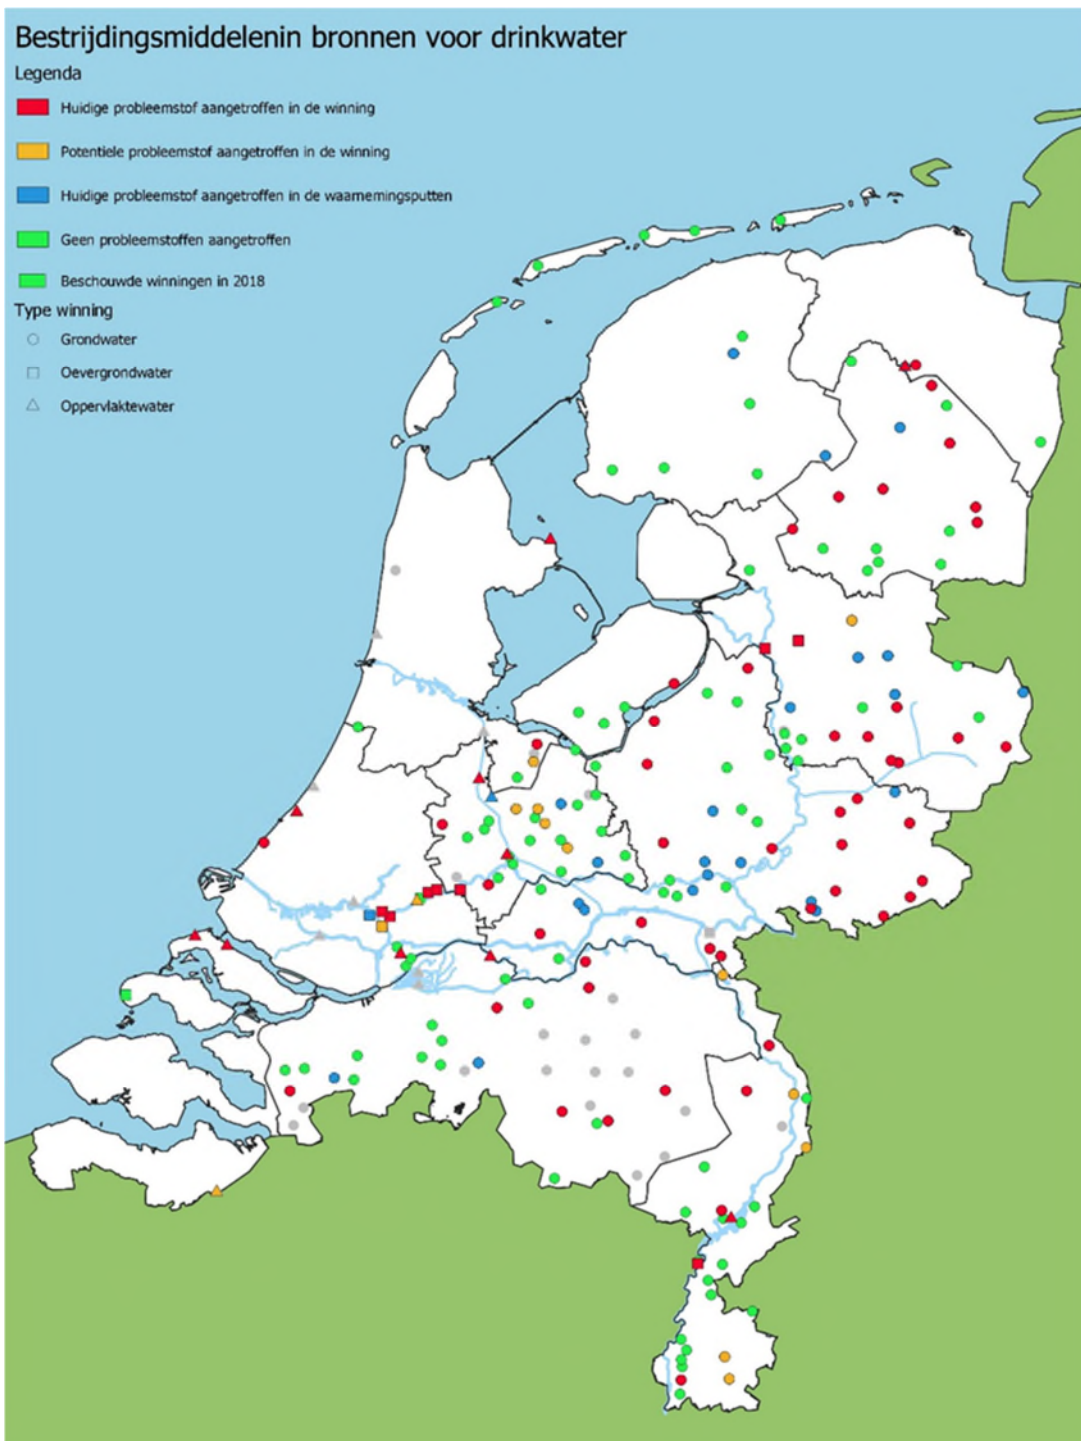 Bestrijdingsmiddelenin bronnen voor drinkwater
Legenda
Huidige probleemstof aangetroffen in de winning
Potentiele probleemstof aangetroffen in de winning
Huidige probleemstof aangetroffen in de waarnemingsputten
Geen probleemstoffen aangetroffen
Beschouwde winningen in 2018
Type winning
Grondwater
Oevergrondwater
Oppervlaktewater